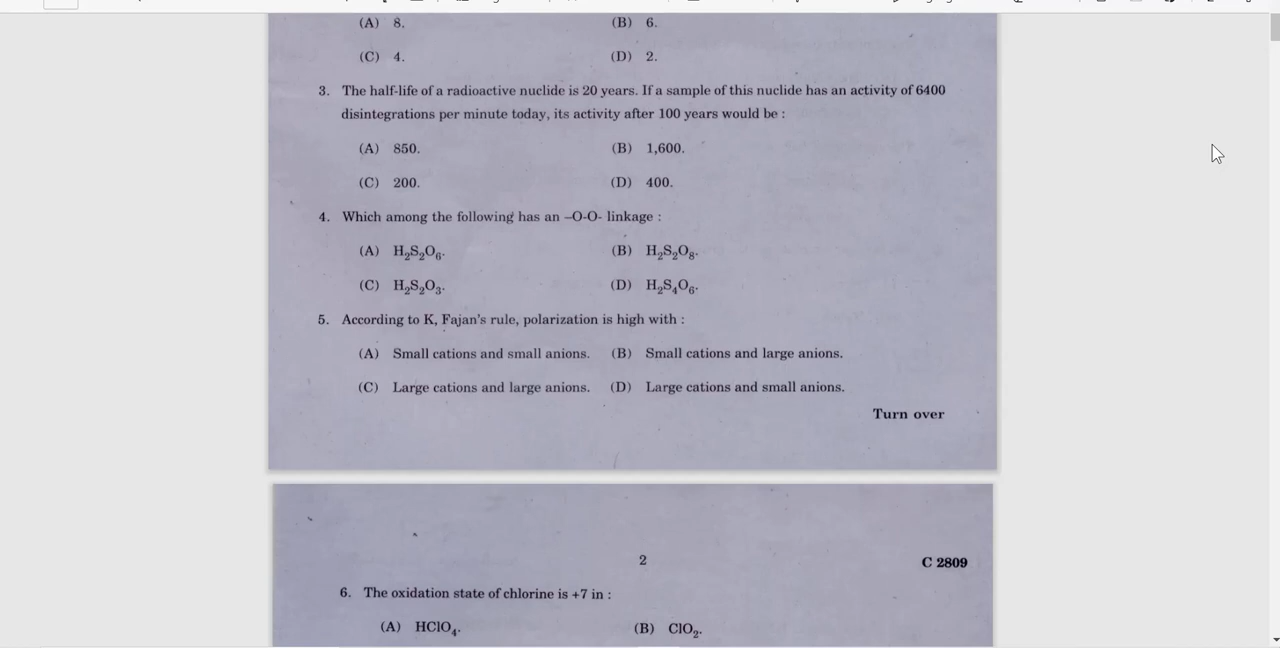 (A) 8. (B) 6.
(C) 4. (D) 2.
3. The half-life of a radioactive nuclide is 20 years. If a sample of this nuclide has an activity of 6400
disintegrations per minute today, its activity after 100 years would be :
(A) 850. (B) 1,600.
(C) 200. (D) 400.
4. Which among the following has an –O-O- linkage :
(A) H₂S₂O₆. (B) H₂S₂O₈.
(C) H₂S₂O₃. (D) H₂S₄O₆.
5. According to K, Fajan's rule, polarization is high with :
(A) Small cations and small anions. (B) Small cations and large anions.
(C) Large cations and large anions. (D) Large cations and small anions.
Turn over
2 C 2809
6. The oxidation state of chlorine is +7 in :
(A) HClO₄. (B) ClO₂.